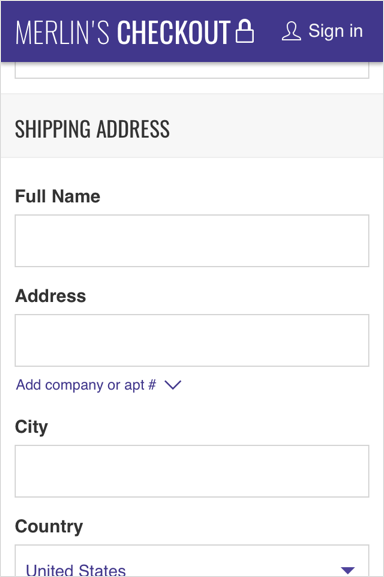 MERLIN'S CHECKOUT Sign in
SHIPPING ADDRESS
Full Name
Address
Add company or apt #
City
Country
United States